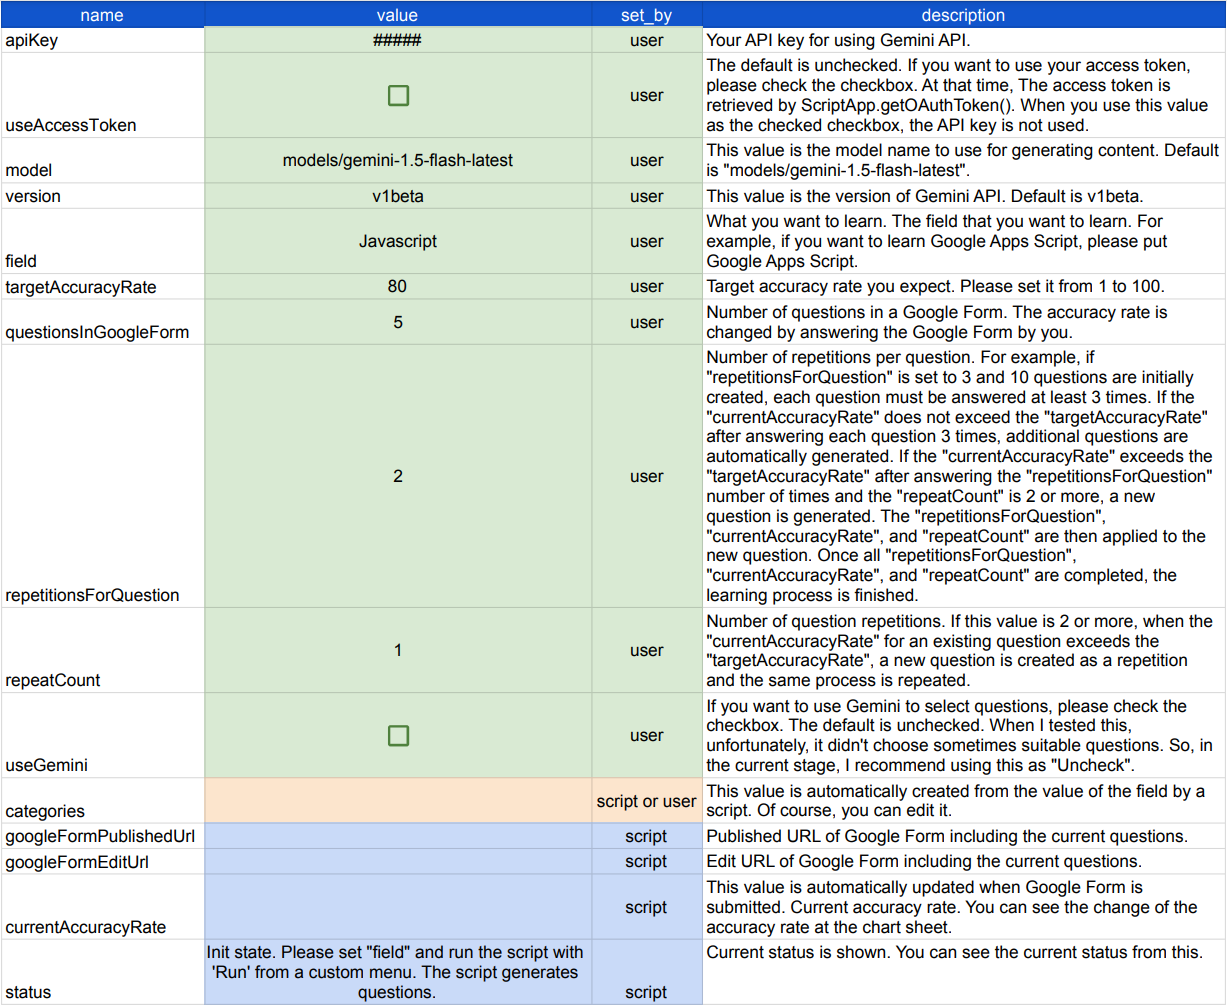 name value set_by description
apiKey ##### user Your API key for using Gemini API.
The default is unchecked. If you want to use your access token,
please check the checkbox. At that time, The access token is
retrieved by ScriptApp.getOAuthToken(). When you use this value
as the checked checkbox, the API key is not used.
useAccessToken user
This value is the model name to use for generating content. Default
is "models/gemini-1.5-flash-latest".
model models/gemini-1.5-flash-latest user
version v1beta user This value is the version of Gemini API. Default is v1beta.
What you want to learn. The field that you want to learn. For
example, if you want to learn Google Apps Script, please put
Google Apps Script.
field Javascript user
targetAccuracyRate 80 user Target accuracy rate you expect. Please set it from 1 to 100.
Number of questions in a Google Form. The accuracy rate is
changed by answering the Google Form by you.
questionsInGoogleForm 5 user
Number of repetitions per question. For example, if
"repetitionsForQuestion" is set to 3 and 10 questions are initially
created, each question must be answered at least 3 times. If the
"currentAccuracyRate" does not exceed the "targetAccuracyRate"
after answering each question 3 times, additional questions are
automatically generated. If the "currentAccuracyRate" exceeds the
"targetAccuracyRate" after answering the "repetitionsForQuestion"
number of times and the "repeatCount" is 2 or more, a new
question is generated. The "repetitionsForQuestion",
"currentAccuracyRate", and "repeatCount" are then applied to the
new question. Once all "repetitionsForQuestion",
"currentAccuracyRate", and "repeatCount" are completed, the
learning process is finished.
repetitionsForQuestion 2 user
Number of question repetitions. If this value is 2 or more, when the
"currentAccuracyRate" for an existing question exceeds the
"targetAccuracyRate", a new question is created as a repetition
and the same process is repeated.
repeatCount 1 user
If you want to use Gemini to select questions, please check the
checkbox. The default is unchecked. When I tested this,
unfortunately, it didn't choose sometimes suitable questions. So, in
the current stage, I recommend using this as "Uncheck".
useGemini user
This value is automatically created from the value of the field by a
script. Of course, you can edit it.
categories script or user
googleFormPublishedUrl script Published URL of Google Form including the current questions.
googleFormEditUrl script Edit URL of Google Form including the current questions.
This value is automatically updated when Google Form is
submitted. Current accuracy rate. You can see the change of the
accuracy rate at the chart sheet.
currentAccuracyRate script
Init state. Please set "field" and run the script with
'Run' from a custom menu. The script generates
questions.
status script Current status is shown. You can see the current status from this.